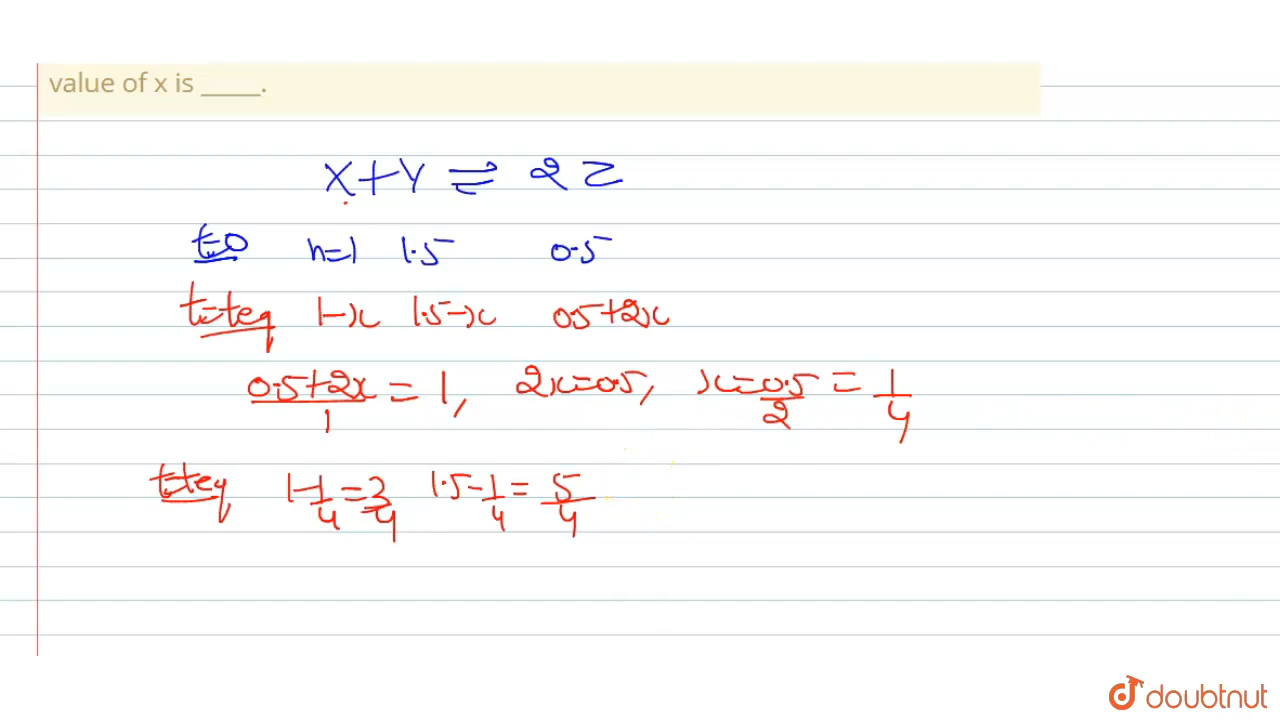 value of x is _____.
X + Y ⇌ 2Z
t=0 n=1 1.5 0.5
t=teq 1-x 1.5-x 0.5+2x
0.5+2x/1 = 1, 2x=0.5, x=0.5/2 = 1/4
t=teq 1-1/4=3/4 1.5-1/4=5/4
doubtnut